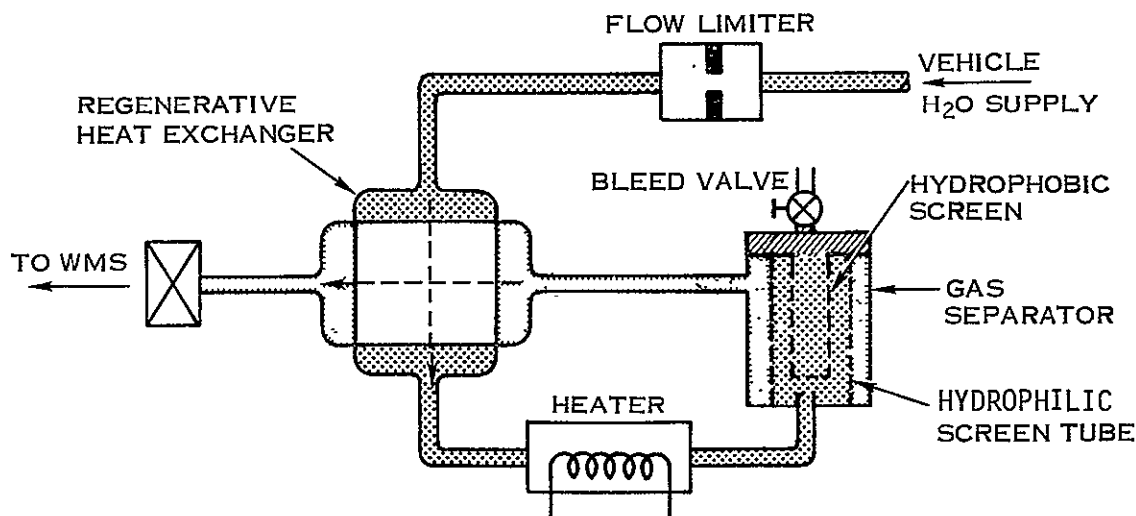 FLOW LIMITER
VEHICLE
H₂O SUPPLY
REGENERATIVE
HEAT EXCHANGER
BLEED VALVE
HYDROPHOBIC
SCREEN
TO WMS
GAS
SEPARATOR
HEATER
HYDROPHILIC
SCREEN TUBE